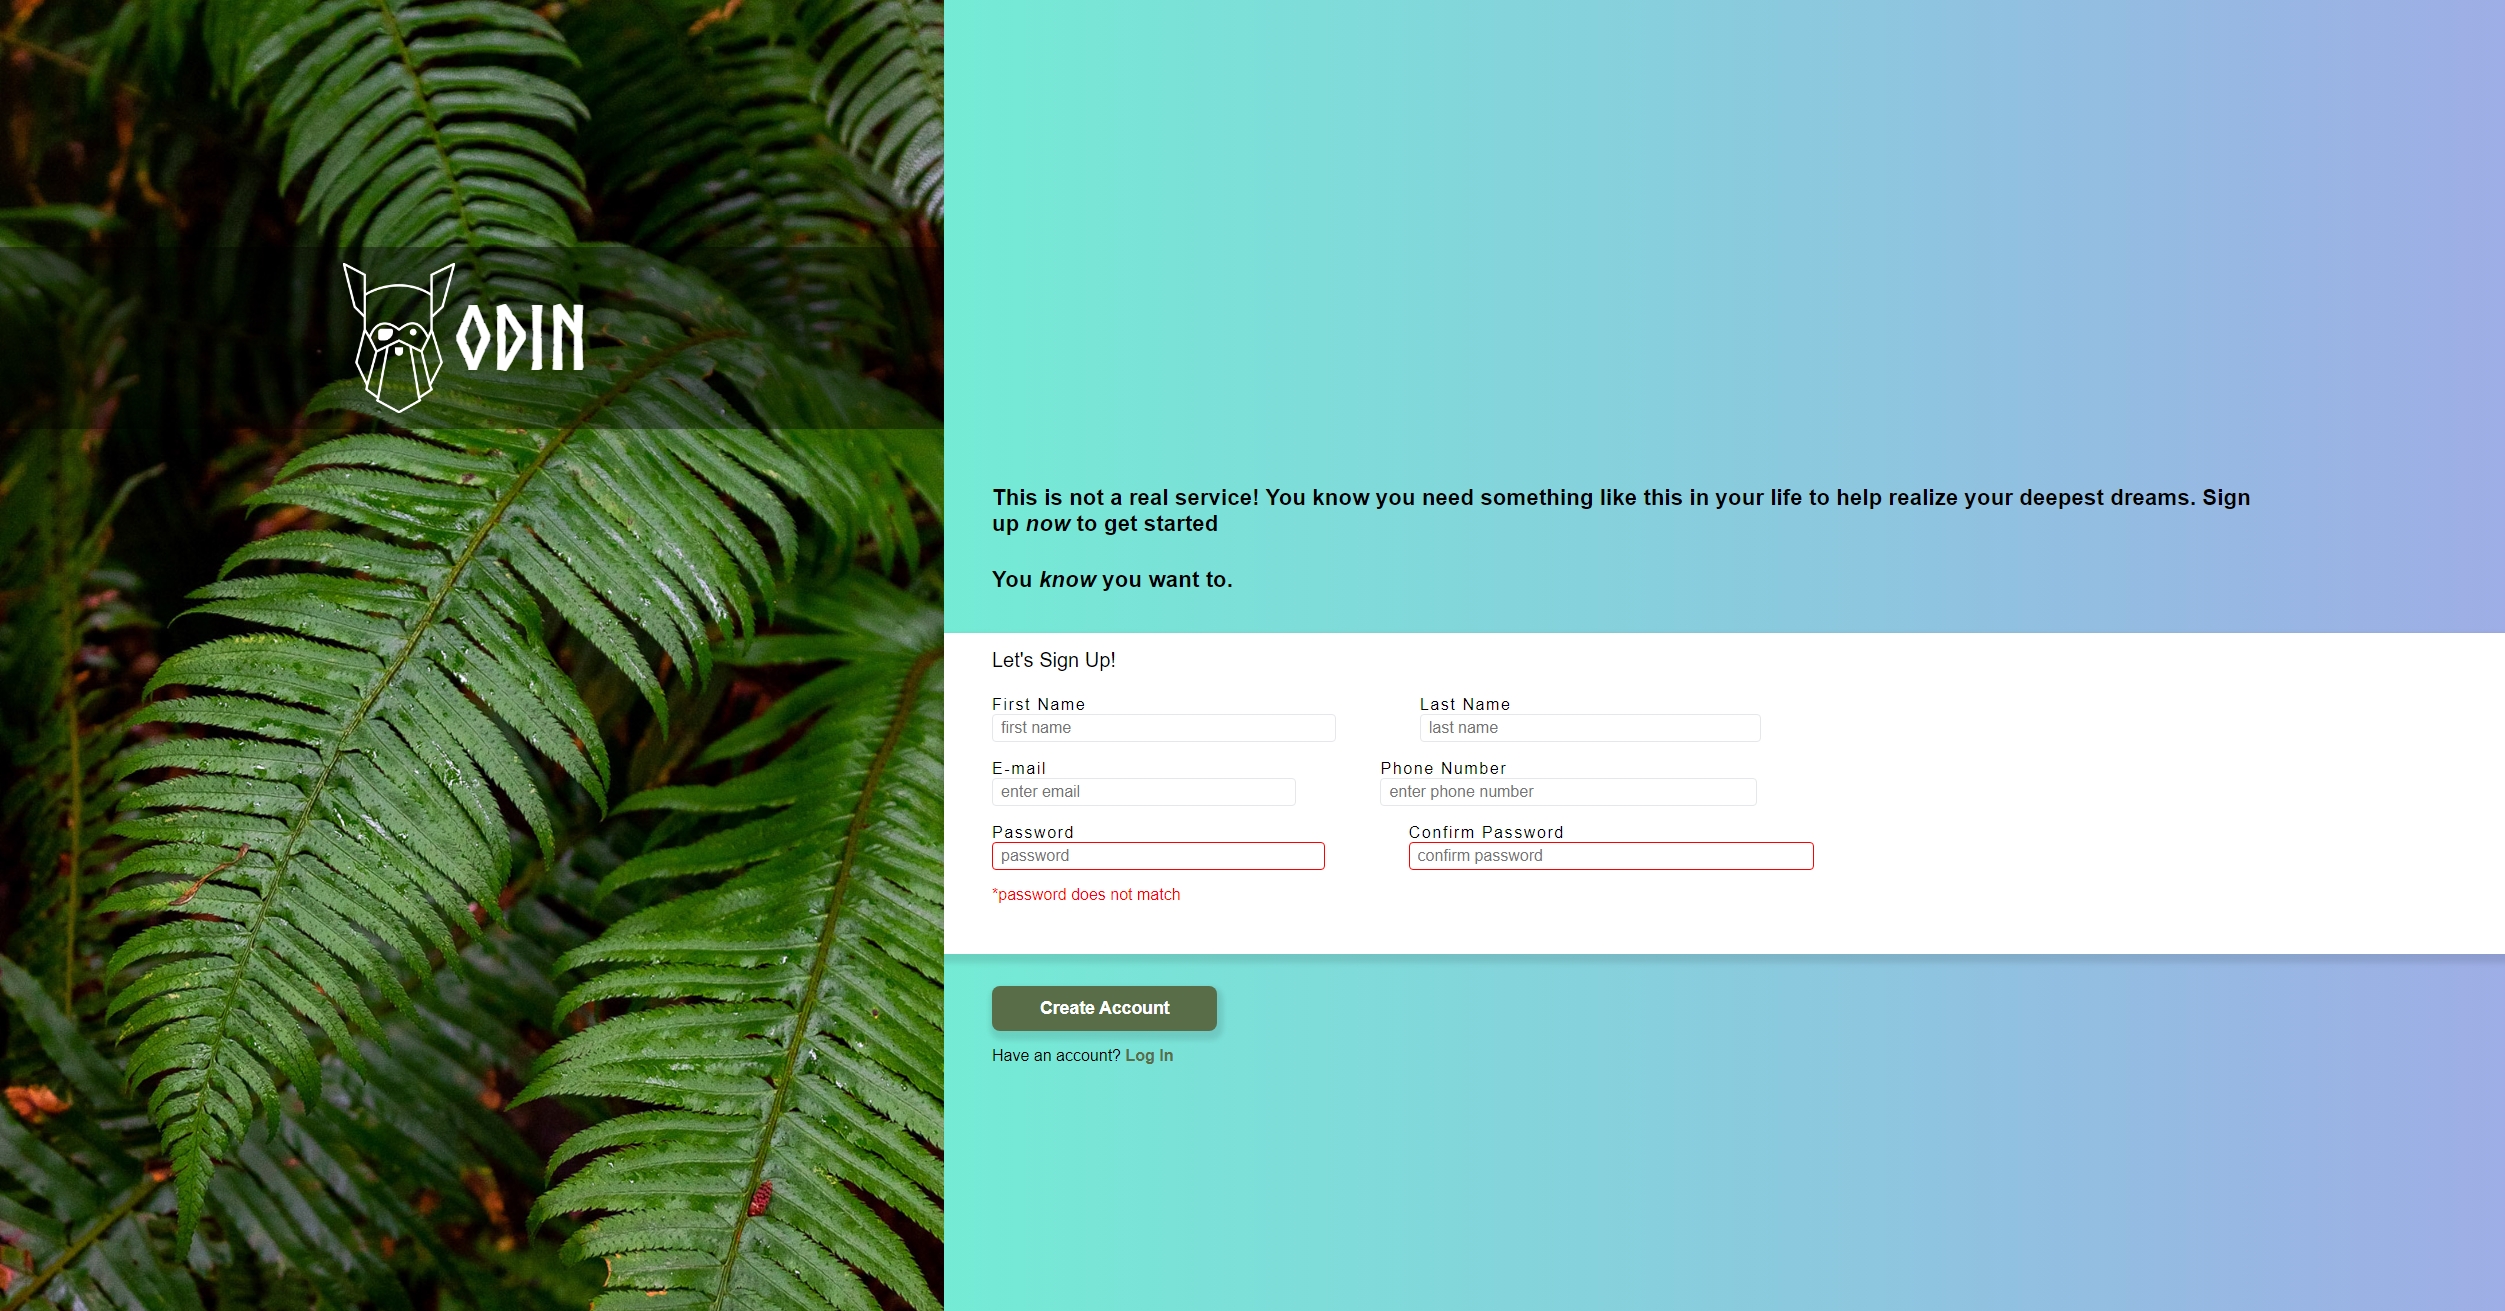 ODIN
This is not a real service! You know you need something like this in your life to help realize your deepest dreams. Sign
up now to get started
You know you want to.
Let's Sign Up!
First Name
Last Name
first name
last name
E-mail
Phone Number
enter email
enter phone number
Password
Confirm Password
password
confirm password
*password does not match
Create Account
Have an account? Log In